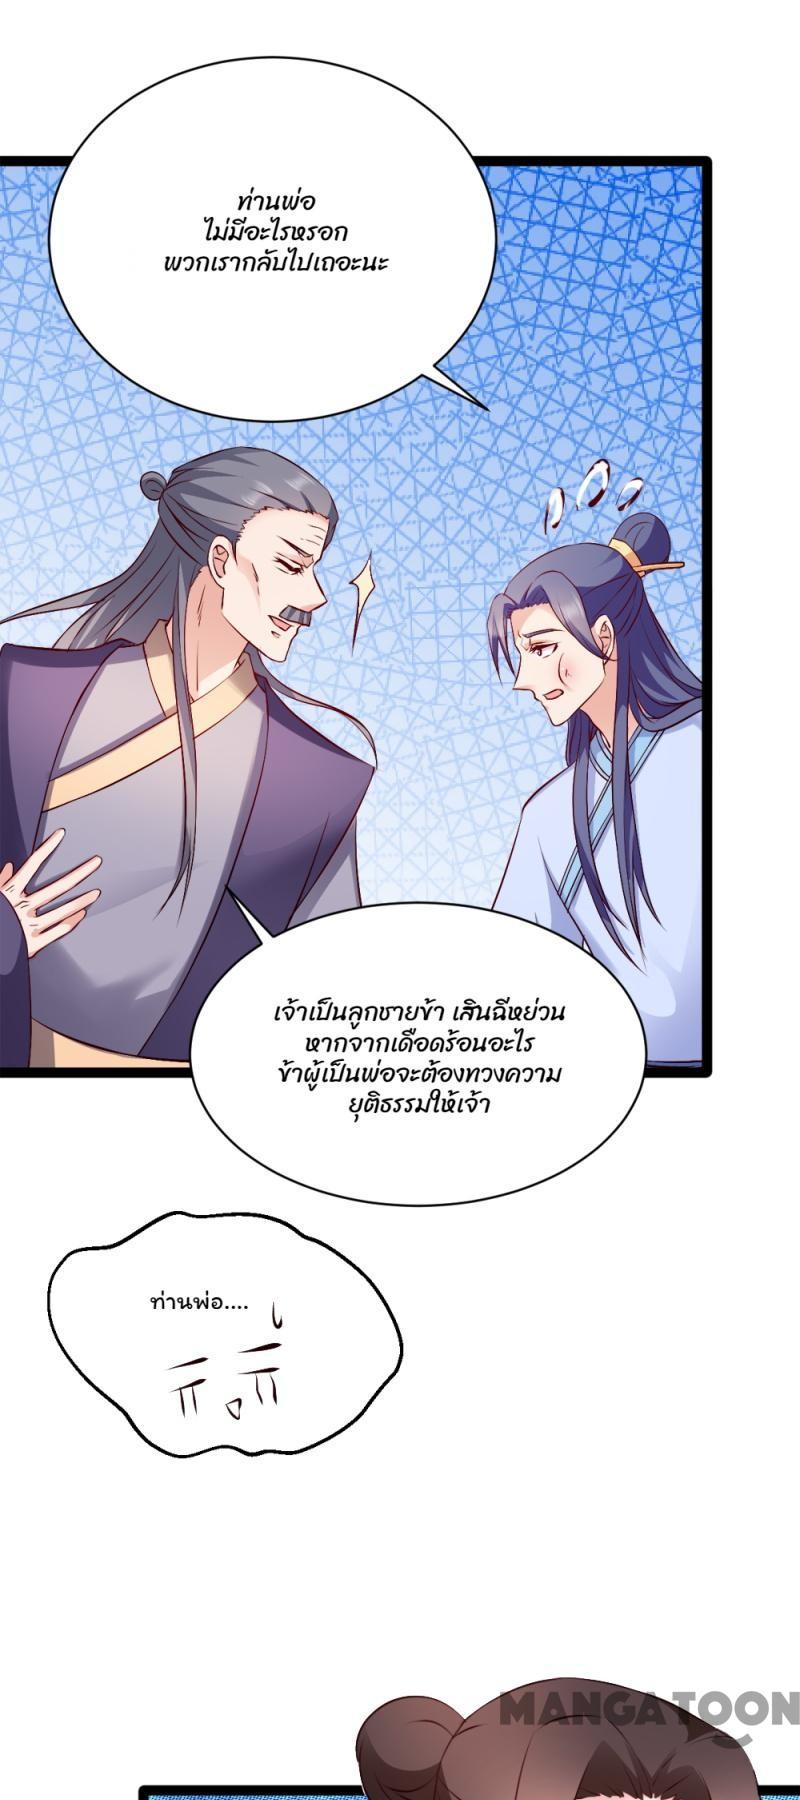 ท่านพ่อ
ไม่มีอะไรหรอก
พวกเรากลับไปเถอะนะ
เจ้าเป็นลูกชายข้า เสินฉีหย่วน
หากจากเดือดร้อนอะไร
ข้าผู้เป็นพ่อจะต้องทวงความ
ยุติธรรมให้เจ้า
ท่านพ่อ....
MANGATOON